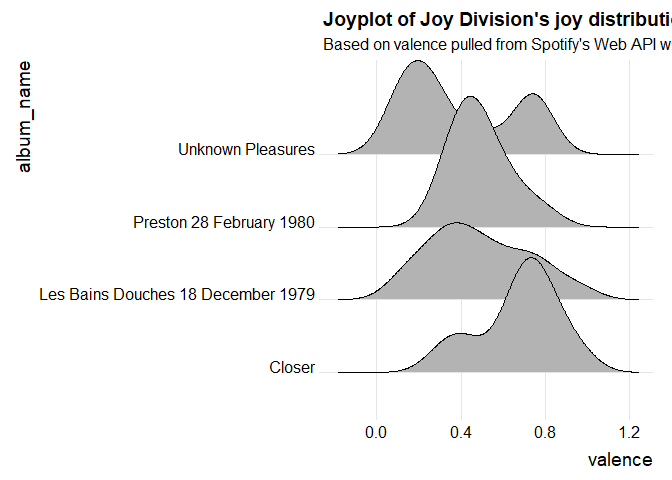 Joyplot of Joy Division's joy distributi
Based on valence pulled from Spotify's Web API w
album_name
Unknown Pleasures
Preston 28 February 1980
Les Bains Douches 18 December 1979
Closer
0.0 0.4 0.8 1.2
valence